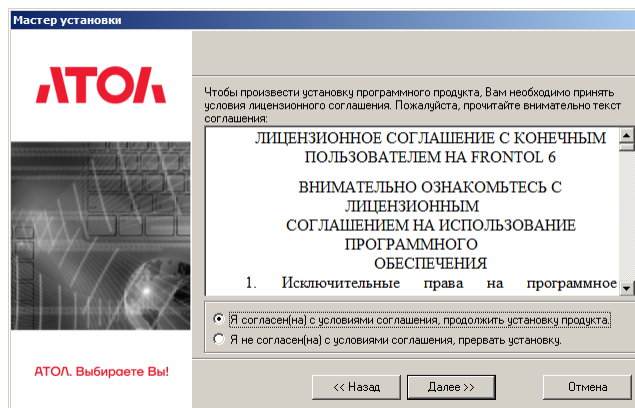 Мастер установки
АТОЛ
Чтобы произвести установку программного продукта, Вам необходимо принять
условия лицензионного соглашения. Пожалуйста, прочитайте внимательно текст
соглашения:
ЛИЦЕНЗИОННОЕ СОГЛАШЕНИЕ С КОНЕЧНЫМ
ПОЛЬЗОВАТЕЛЕМ НА FRONTOL 6
ВНИМАТЕЛЬНО ОЗНАКОМЬТЕСЬ С
ЛИЦЕНЗИОННЫМ
СОГЛАШЕНИЕМ НА ИСПОЛЬЗОВАНИЕ
ПРОГРАММНОГО
ОБЕСПЕЧЕНИЯ
1. Исключительные права на программное
Я согласен(на) с условиями соглашения, продолжить установку продукта.
Я не согласен(на) с условиями соглашения, прервать установку.
АТОЛ. Выбираете Вы!
<< Назад
Далее >>
Отмена